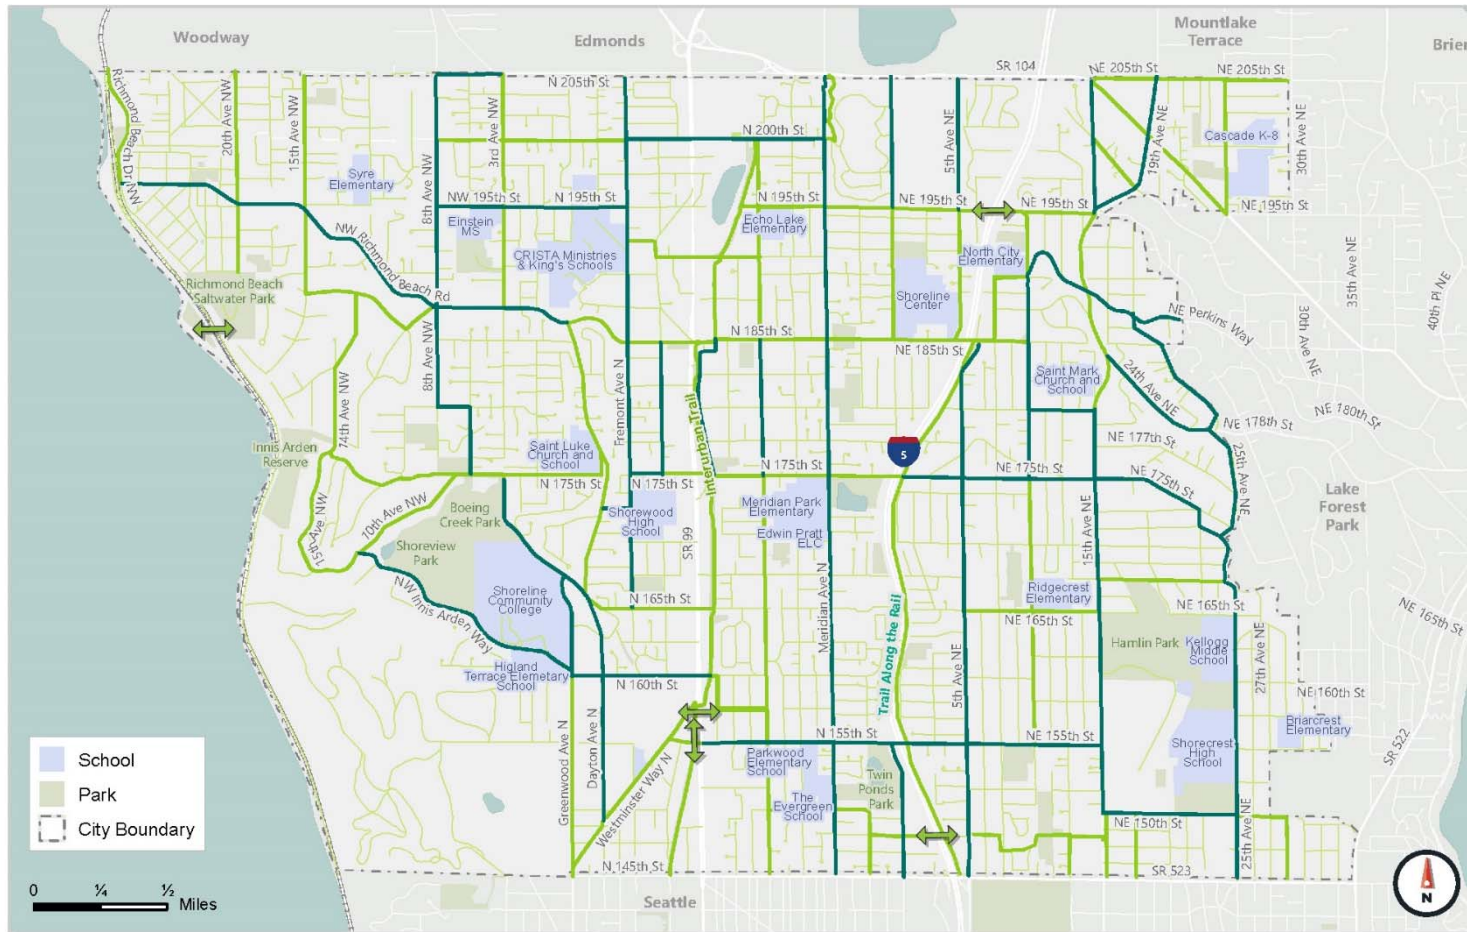 Woodway
Edmonds
Mountlake
Terrace
Brier
SR 104
NE 205th St
NE 205th St
N 205th St
Richmond Beach Dr NW
20th Ave NW
15th Ave NW
8th Ave NW
3rd Ave NW
N 200th St
5th Ave NE
19th Ave NE
Cascade K-8
30th Ave NE
Syre
Elementary
NW 195th St
N 195th St
N 195th St
NE 195th St
NE 195th St
NE 195th St
Einstein
MS
Echo Lake
Elementary
NW Richmond Beach Rd
CRISTA Ministries
& King's Schools
North City
Elementary
35th Ave NE
Richmond Beach
Saltwater Park
Shoreline
Center
40th Pl NE
NE Perkins Way
30th Ave NE
N 185th St
NE 185th St
8th Ave NW
Fremont Ave N
Saint Mark
Church and
School
24th Ave NE
14th Ave NW
Interurban Trail
NE 180th St
NE 178th St
Innis Arden
Reserve
Saint Luke
Church and
School
5
NE 177th St
25th Ave NE
N 175th St
N 175th St
N 175th St
NE 175th St
NE 175th St
15th Ave NW
10th Ave NW
Boeing
Creek Park
Shorewood
High
School
SR 99
Meridian Park
Elementary
Edwin Pratt
ELC
15th Ave NE
Lake
Forest
Park
Shoreview
Park
NW Innis Arden Way
Shoreline
Community
College
Ridgecrest
Elementary
N 165th St
NE 165th St
NE 165th St
NE 165th St
Meridian Ave N
Trail Along the Rail
5th Ave NE
Hamlin Park
Kellogg
Middle
School
27th Ave NE
Higland
Terrace Elemetary
School
N 160th St
NE 160th St
Greenwood Ave N
Dayton Ave N
Westminster Way N
N 155th St
NE 155th St
Briarcrest
Elementary
SR 522
Parkwood
Elementary
School
Shorecrest
High
School
Twin
Ponds
Park
The
Evergreen
School
NE 150th St
25th Ave NE
N 145th St
SR 523
Seattle
School
Park
City Boundary
0
¼
½
Miles
N